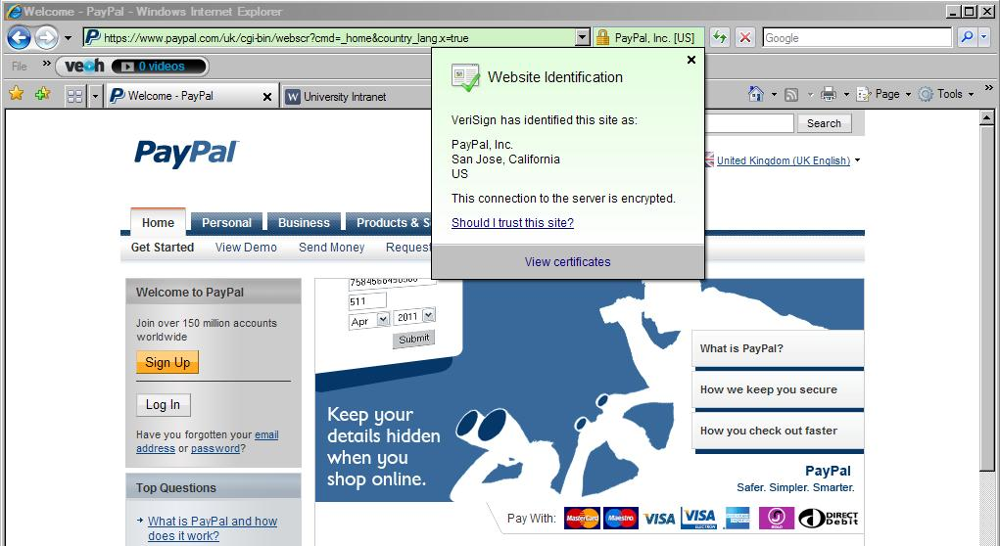 Welcome - PayPal - Windows Internet Explorer
https://www.paypal.com/uk/cgi-bin/webscr?cmd=_home&country_lang.x=true
PayPal, Inc. [US]
Google
File
»
veoh
0 videos
Welcome - PayPal
University Intranet
Page
Tools
»
Website Identification
VeriSign has identified this site as:
PayPal, Inc.
San Jose, California
US
This connection to the server is encrypted.
Should I trust this site?
View certificates
Search
PayPal
United Kingdom (UK English)
Home
Personal
Business
Products & S
Get Started
View Demo
Send Money
Request
Welcome to PayPal
Join over 150 million accounts
worldwide
Sign Up
Log In
Have you forgotten your email
address or password?
Top Questions
What is PayPal and how
does it work?
511
Apr
2011
Submit
Keep your
details hidden
when you
shop online.
What is PayPal?
How we keep you secure
How you check out faster
PayPal
Safer. Simpler. Smarter.
Pay With:
MasterCard
Maestro
VISA
VISA
ELECTRON
SOLO
DIRECT
Debit